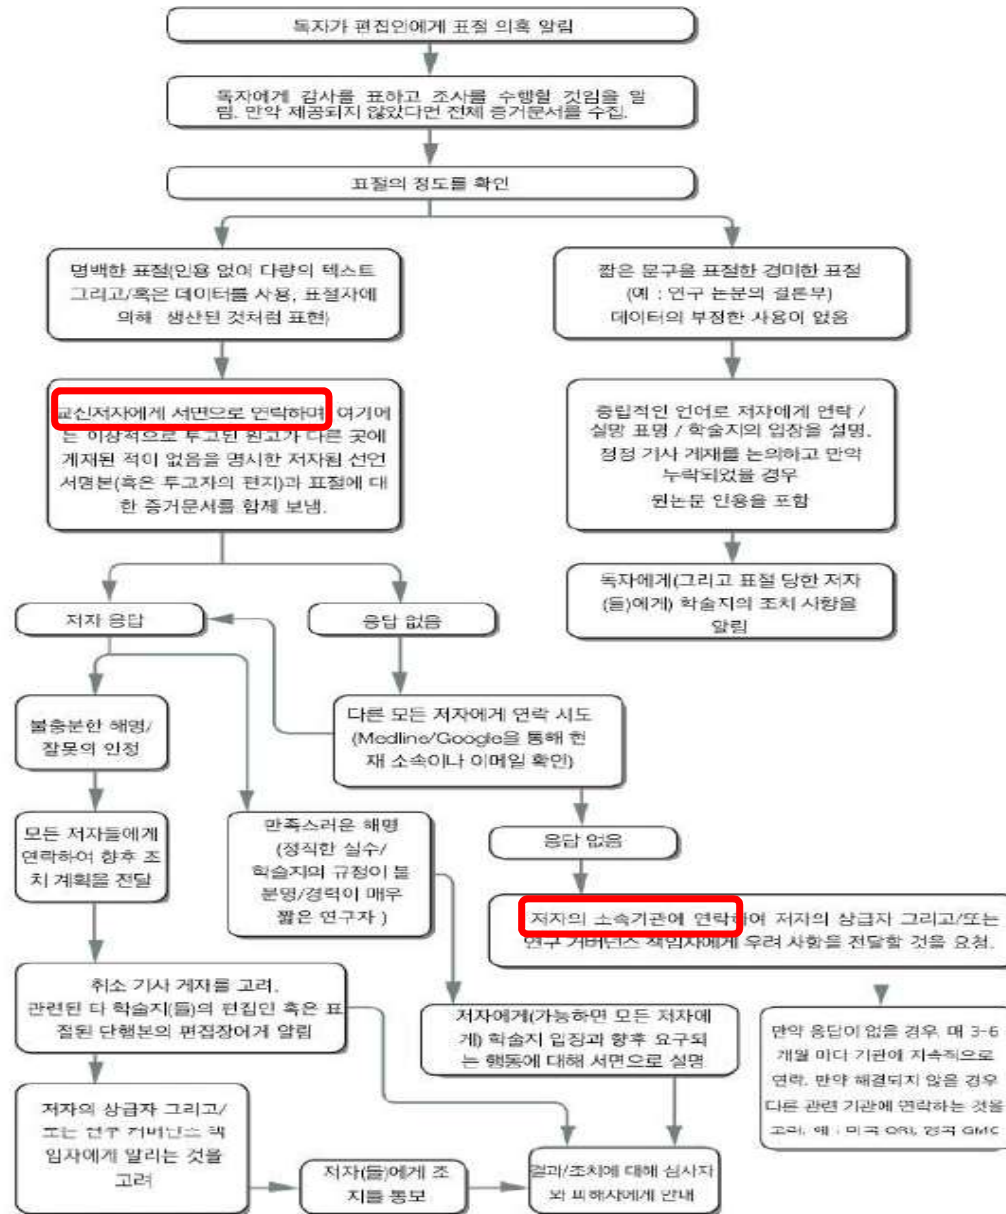 독자가 편집인에게 표절 의혹 알림
독자에게 감사를 표하고 조사를 수행할 것임을 알
림. 만약 제공되지 않았다면 전체 증거문서를 수집.
표절의 정도를 확인
명백한 표절(인용 없이 다량의 텍스트
그리고/혹은 데이터를 사용, 표절자에
의해 생산된 것처럼 표현)
짧은 문구을 표절한 경미한 표절
(예 : 연구 논문의 결론부)
데이터의 부정한 사용이 없음
교신저자에게 서면으로 연락하며, 여기에
는 이상적으로 투고된 원고가 다른 곳에
게재된 적이 없음을 명시한 저자됨 선언
서명본(혹은 투고자의 편지)과 표절에 대
한 증거문서를 함께 보냄.
중립적인 언어로 저자에게 연락 /
실망 표명 / 학술지의 입장을 설명.
정정 기사 게재를 논의하고 만약
누락되었을 경우
원논문 인용을 포함
독자에게(그리고 표절 당한 저자
(들)에게) 학술지의 조치 사항을
알림
저자 응답
응답 없음
불충분한 해명/
잘못의 인정
다른 모든 저자에게 연락 시도
(Medline/Google을 통해 현
재 소속이나 이메일 확인)
모든 저자들에게
연락하여 향후 조
치 계획을 전달
만족스러운 해명
(정직한 실수/
학술지의 규정이 불
분명/경력이 매우
짧은 연구자 )
응답 없음
저자의 소속기관에 연락하여 저자의 상급자 그리고/또는
연구 거버넌스 책임자에게 우려 사항을 전달할 것을 요청.
취소 기사 게재를 고려.
관련된 타 학술지(들)의 편집인 혹은 표
절된 단행본의 편집장에게 알림
저자에게(가능하면 모든 저자에
게) 학술지 입장과 향후 요구되
는 행동에 대해 서면으로 설명
만약 응답이 없을 경우, 매 3-6
개월 마다 기관에 지속적으로
연락. 만약 해결되지 않을 경우
다른 관련 기관에 연락하는 것을
고려. 예 : 미국 ORI, 영국 GMC
저자의 상급자 그리고/
또는 연구 거버넌스 책
임자에게 알리는 것을
고려
저자(들)에게 조
치를 통보
결과/조치에 대해 심사자
와 피해자에게 안내